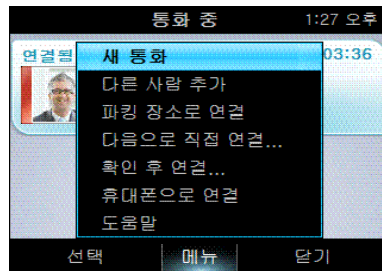 통화 중 1:27 오후
연결됨 03:36
새 통화
다른 사람 추가
파킹 장소로 연결
다음으로 직접 연결...
확인 후 연결...
휴대폰으로 연결
도움말
선택 메뉴 닫기